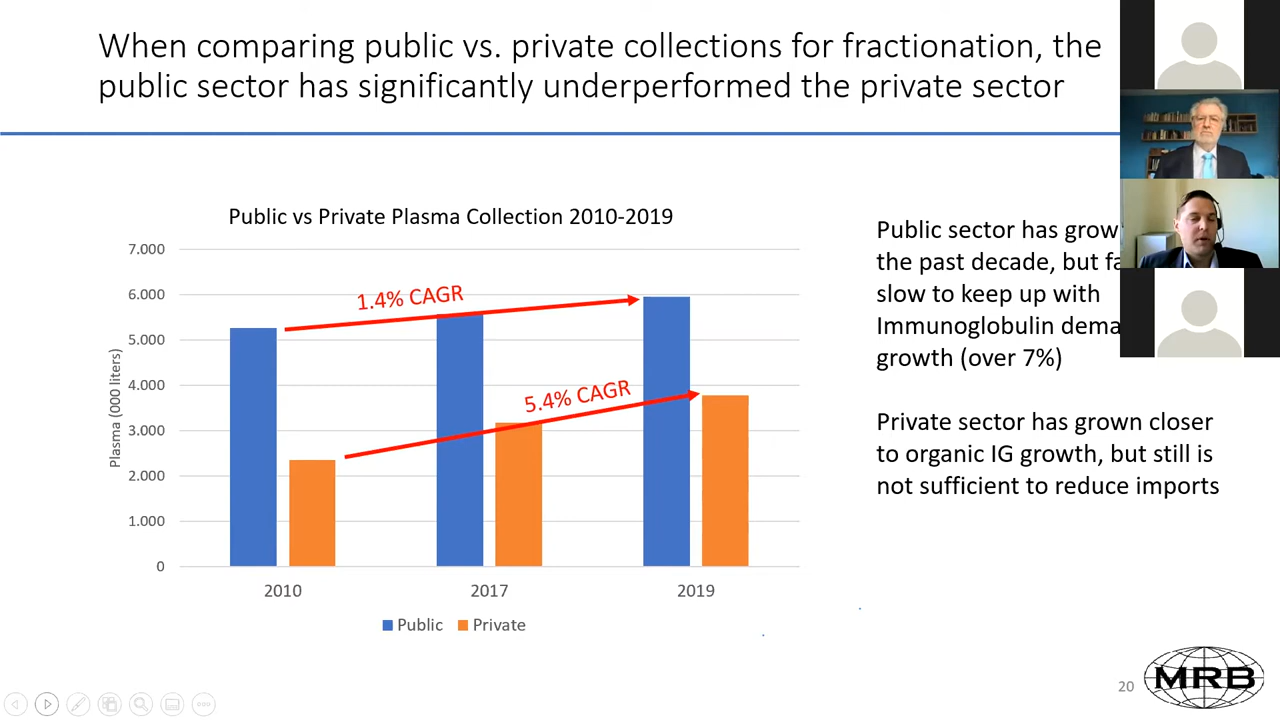 When comparing public vs. private collections for fractionation, the
public sector has significantly underperformed the private sector
Public vs Private Plasma Collection 2010-2019
Plasma (000 liters)
7.000
6.000
5.000
4.000
3.000
2.000
1.000
0
1.4% CAGR
5.4% CAGR
2010 2017 2019
Public Private
Public sector has grow
the past decade, but fa
slow to keep up with
Immunoglobulin dema
growth (over 7%)
Private sector has grown closer
to organic IG growth, but still is
not sufficient to reduce imports
20
MRB